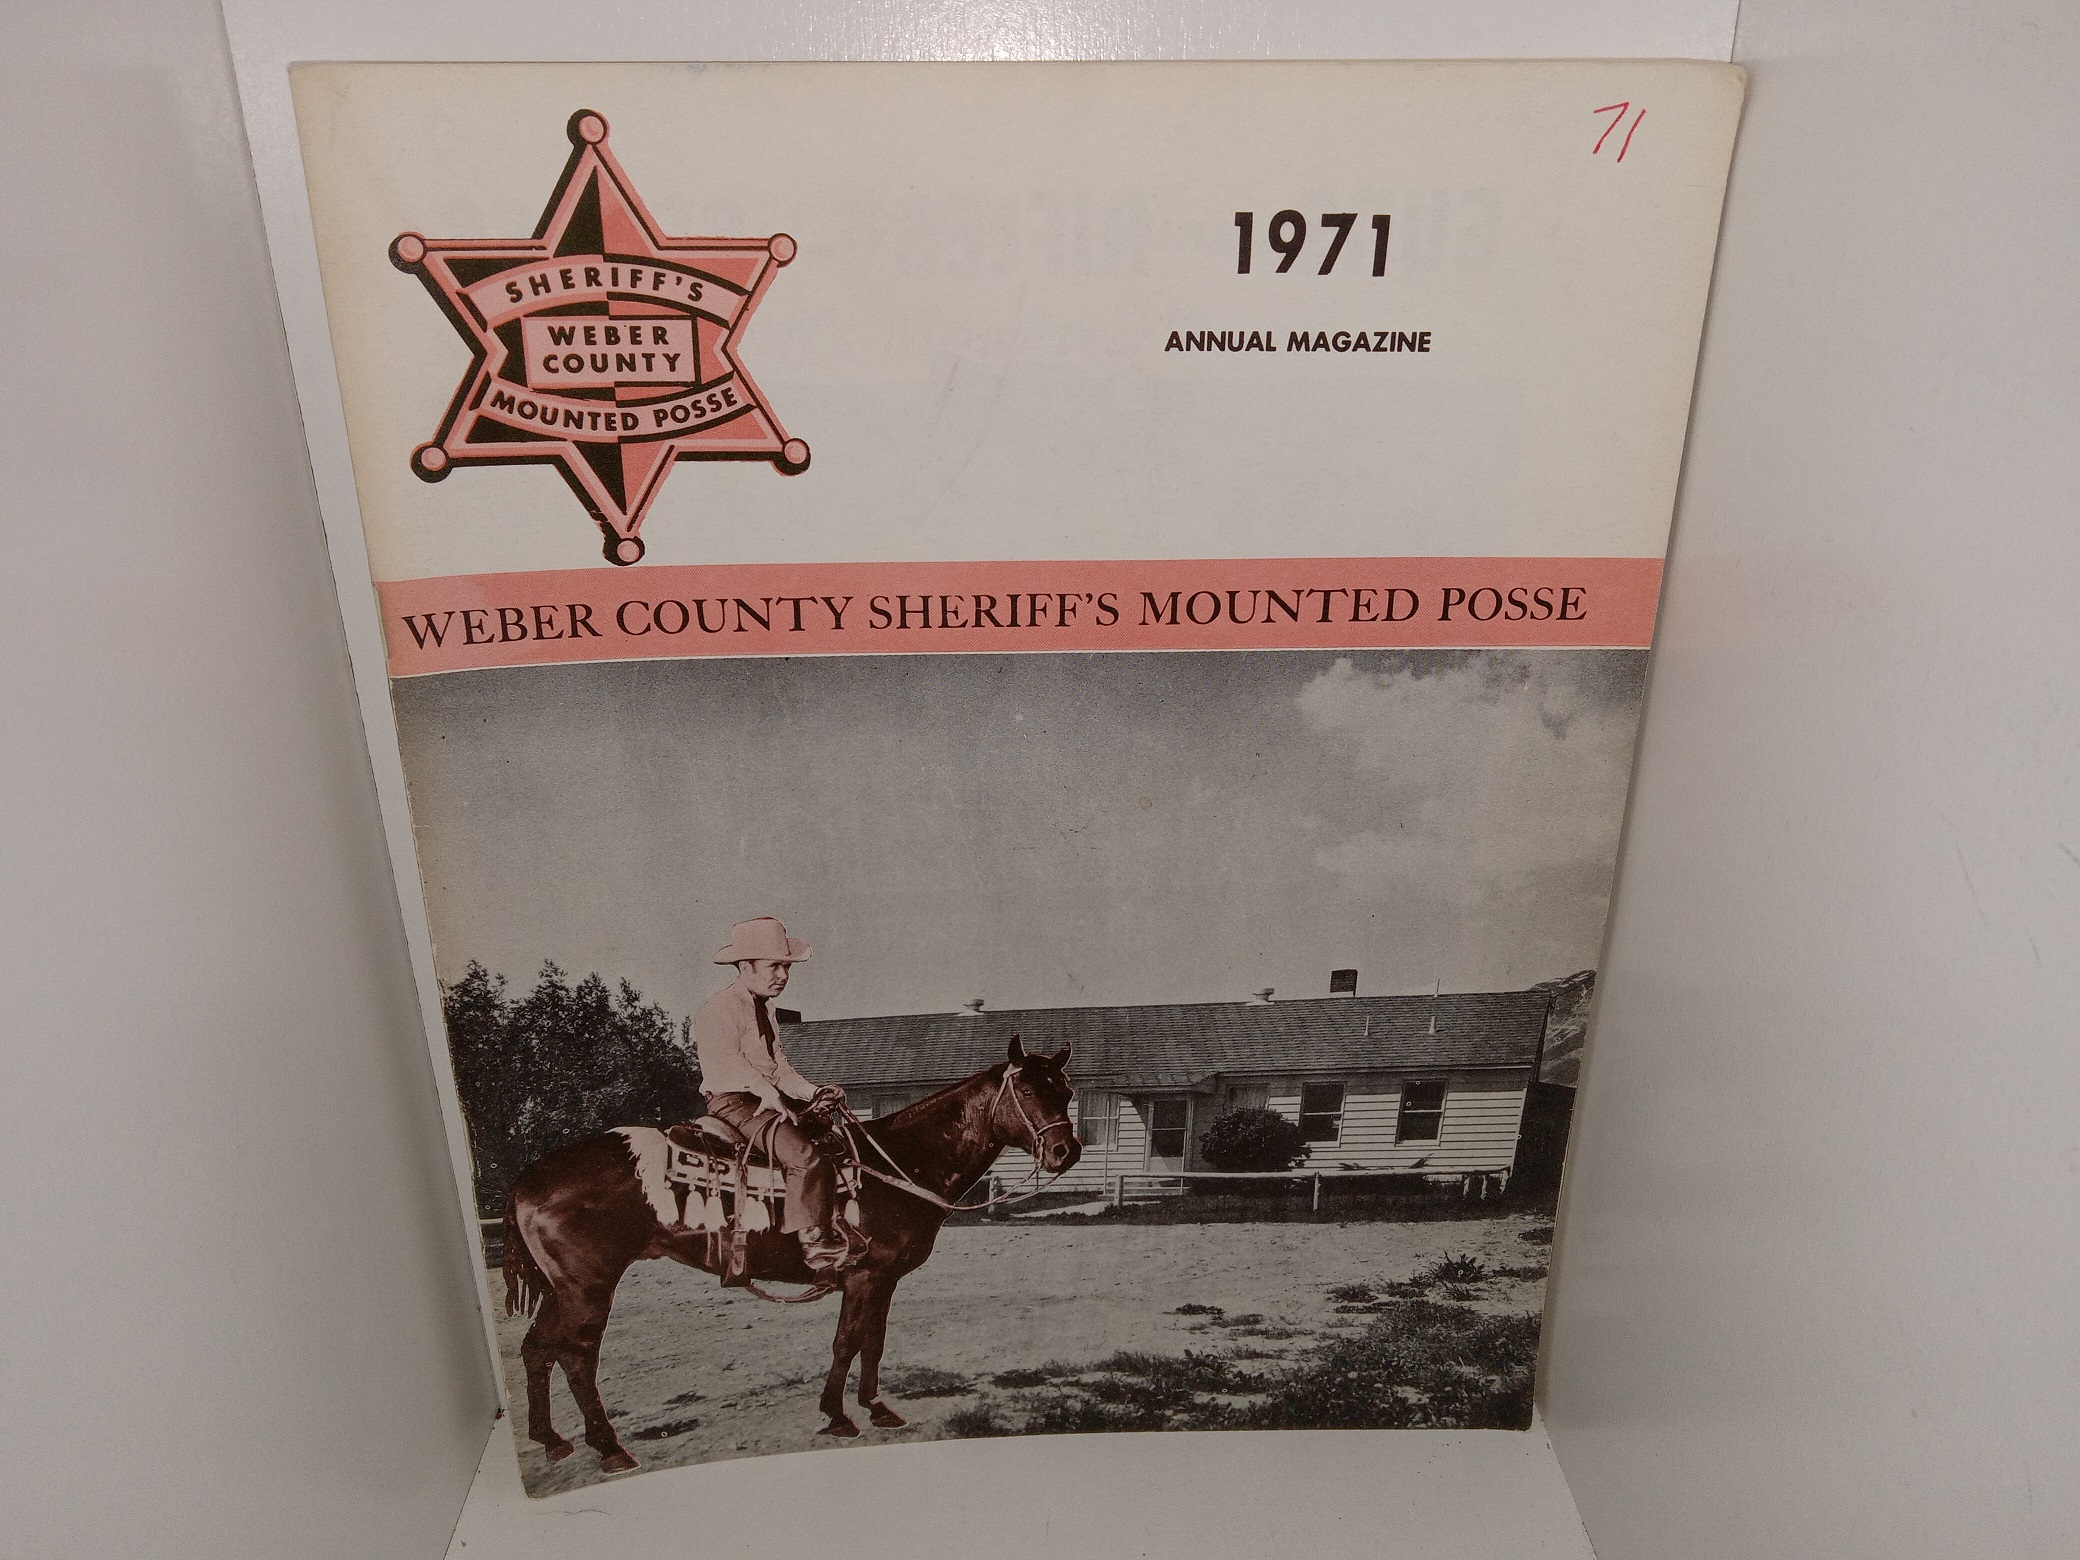 71
1971
ANNUAL MAGAZINE
SHERIFF'S
WEBER
COUNTY
MOUNTED POSSE
WEBER COUNTY SHERIFF'S MOUNTED POSSE